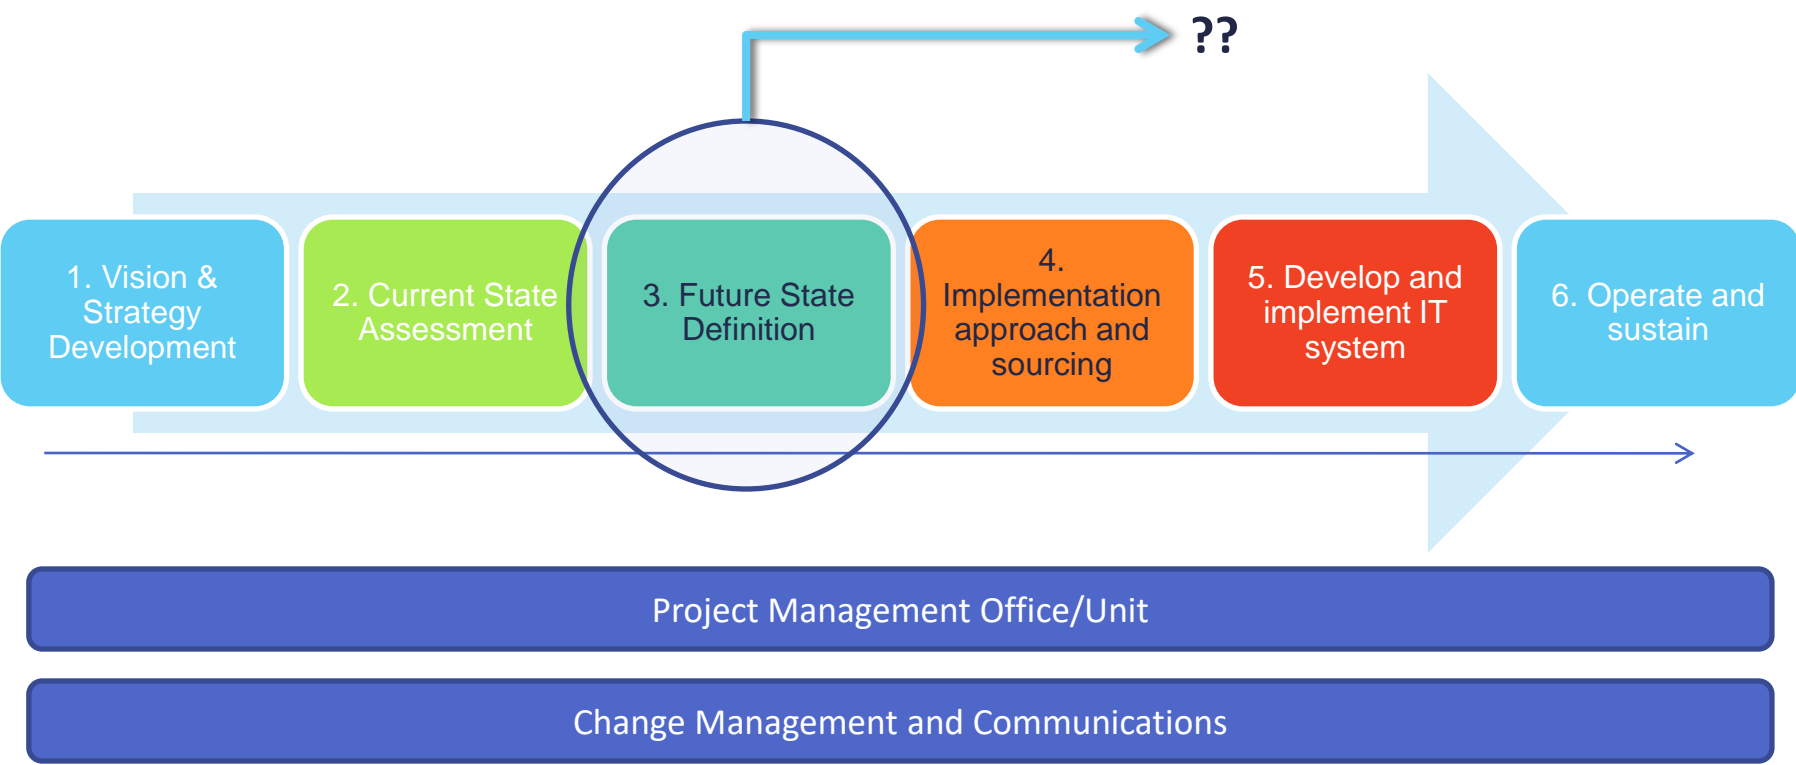 ??
1. Vision &
Strategy
Development
2. Current State
Assessment
3. Future State
Definition
4.
Implementation
approach and
sourcing
5. Develop and
implement IT
system
6. Operate and
sustain
Project Management Office/Unit
Change Management and Communications